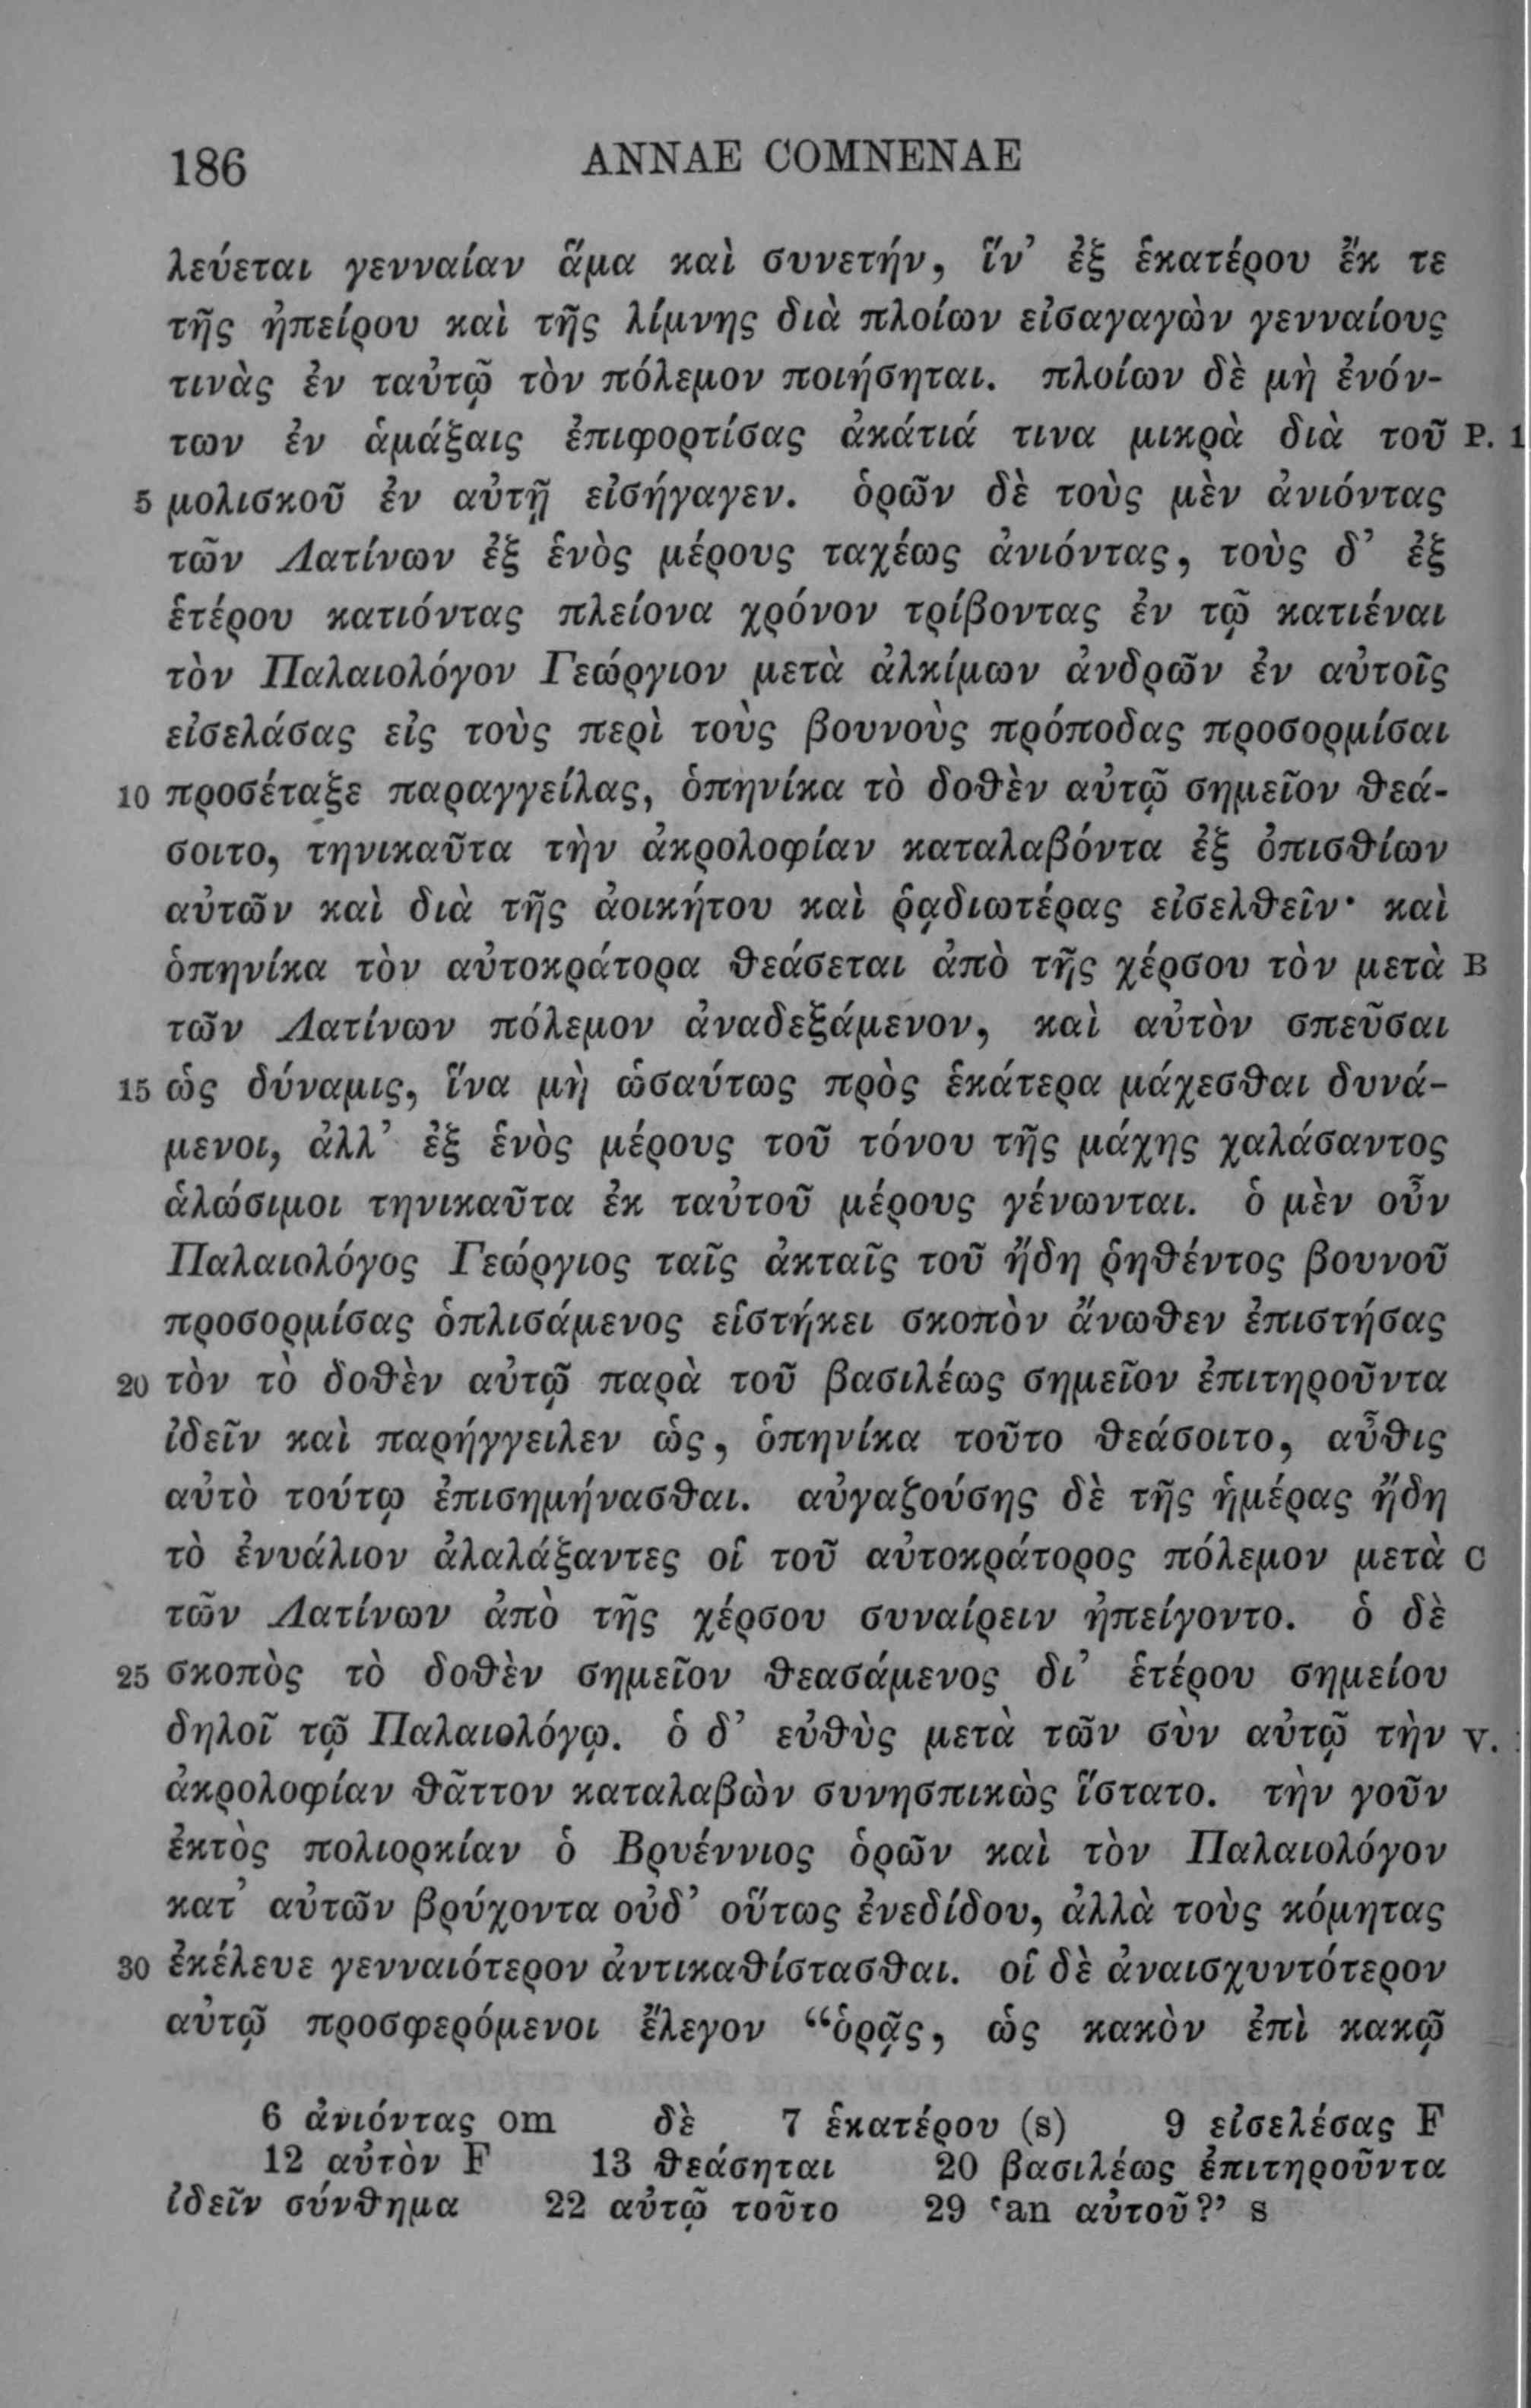 186 ANNAE COMNENAE
λεύεται γενναίαν ἅμα καὶ συνετήν, ἵν’ ἐξ ἑκατέρου ἔκ τε
τῆς ἠπείρου καὶ τῆς λίμνης διὰ πλοίων εἰσαγαγὼν γενναίους
τινὰς ἐν ταὐτῷ τὸν πόλεμον ποιήσηται. πλοίων δὲ μὴ ἐνόν-
των ἐν ἁμάξαις ἐπιφορτίσας ἀκάτιά τινα μικρὰ διὰ τοῦ P. 1
5 μολισκοῦ ἐν αὐτῇ εἰσήγαγεν. ὁρῶν δὲ τοὺς μὲν ἀνιόντας
τῶν Λατίνων ἐξ ἑνὸς μέρους ταχέως ἀνιόντας, τοὺς δ’ ἐξ
ἑτέρου κατιόντας πλείονα χρόνον τρίβοντας ἐν τῷ κατιέναι
τὸν Παλαιολόγον Γεώργιον μετὰ ἀλκίμων ἀνδρῶν ἐν αὐτοῖς
εἰσελάσας εἰς τοὺς περὶ τοὺς βουνοὺς πρόποδας προσορμίσαι
10 προσέταξε παραγγείλας, ὁπηνίκα τὸ δοθὲν αὐτῷ σημεῖον θεά-
σοιτο, τηνικαῦτα τὴν ἀκρολοφίαν καταλαβόντα ἐξ ὀπισθίων
αὐτῶν καὶ διὰ τῆς ἀοικήτου καὶ ῥᾳδιωτέρας εἰσελθεῖν· καὶ
ὁπηνίκα τὸν αὐτοκράτορα θεάσεται ἀπὸ τῆς χέρσου τὸν μετὰ B
τῶν Λατίνων πόλεμον ἀναδεξάμενον, καὶ αὐτὸν σπεῦσαι
15 ὡς δύναμις, ἵνα μὴ ὡσαύτως πρὸς ἑκάτερα μάχεσθαι δυνά-
μενοι, ἀλλ’ ἐξ ἑνὸς μέρους τοῦ τόνου τῆς μάχης χαλάσαντος
ἁλώσιμοι τηνικαῦτα ἐκ ταὐτοῦ μέρους γένωνται. ὁ μὲν οὖν
Παλαιολόγος Γεώργιος ταῖς ἀκταῖς τοῦ ἤδη ῥηθέντος βουνοῦ
προσορμίσας ὁπλισάμενος εἱστήκει σκοπὸν ἄνωθεν ἐπιστήσας
20 τὸν τὸ δοθὲν αὐτῷ παρὰ τοῦ βασιλέως σημεῖον ἐπιτηροῦντα
ἰδεῖν καὶ παρήγγειλεν ὡς, ὁπηνίκα τοῦτο θεάσοιτο, αὖθις
αὐτὸ τούτῳ ἐπισημήνασθαι. αὐγαζούσης δὲ τῆς ἡμέρας ἤδη
τὸ ἐνυάλιον ἀλαλάξαντες οἱ τοῦ αὐτοκράτορος πόλεμον μετὰ C
τῶν Λατίνων ἀπὸ τῆς χέρσου συναίρειν ἠπείγοντο. ὁ δὲ
25 σκοπὸς τὸ δοθὲν σημεῖον θεασάμενος δι’ ἑτέρου σημείου
δηλοῖ τῷ Παλαιολόγῳ. ὁ δ’ εὐθὺς μετὰ τῶν σὺν αὐτῷ τὴν V.
ἀκρολοφίαν θᾶττον καταλαβὼν συνησπικὼς ἵστατο. τὴν γοῦν
ἐκτὸς πολιορκίαν ὁ Βρυέννιος ὁρῶν καὶ τὸν Παλαιολόγον
κατ’ αὐτῶν βρύχοντα οὐδ’ οὕτως ἐνεδίδου, ἀλλὰ τοὺς κόμητας
30 ἐκέλευε γενναιότερον ἀντικαθίστασθαι. οἱ δὲ ἀναισχυντότερον
αὐτῷ προσφερόμενοι ἔλεγον “ὁρᾷς, ὡς κακὸν ἐπὶ κακῷ
6 ἀνιόντας om δὲ 7 ἑκατέρου (s) 9 εἰσελέσας F
12 αὐτὸν F 13 θεάσηται 20 βασιλέως ἐπιτηροῦντα
ἰδεῖν σύνθημα 22 αὐτῷ τοῦτο 29 ‘an αὐτοῦ?’ s